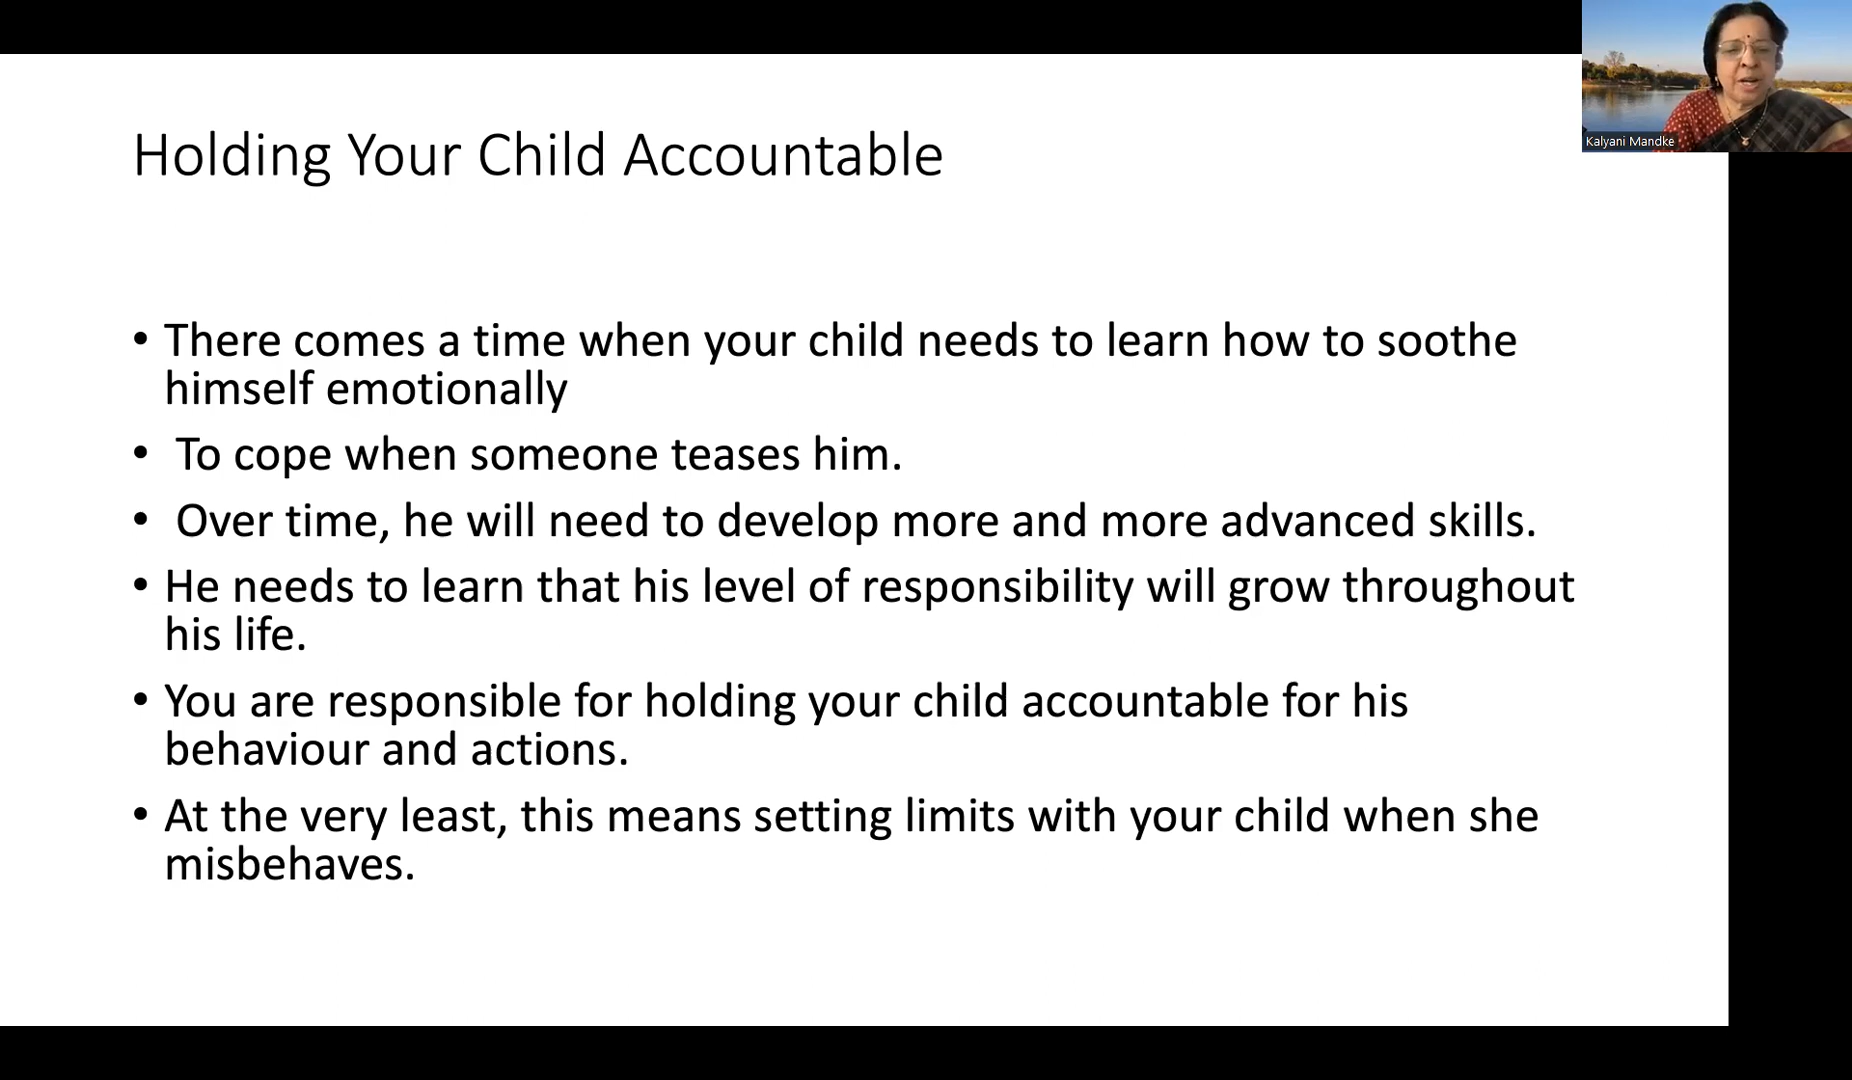 Kalyani Mandke
Holding Your Child Accountable
• There comes a time when your child needs to learn how to soothe
himself emotionally
• To cope when someone teases him.
• Over time, he will need to develop more and more advanced skills.
• He needs to learn that his level of responsibility will grow throughout
his life.
• You are responsible for holding your child accountable for his
behaviour and actions.
• At the very least, this means setting limits with your child when she
misbehaves.